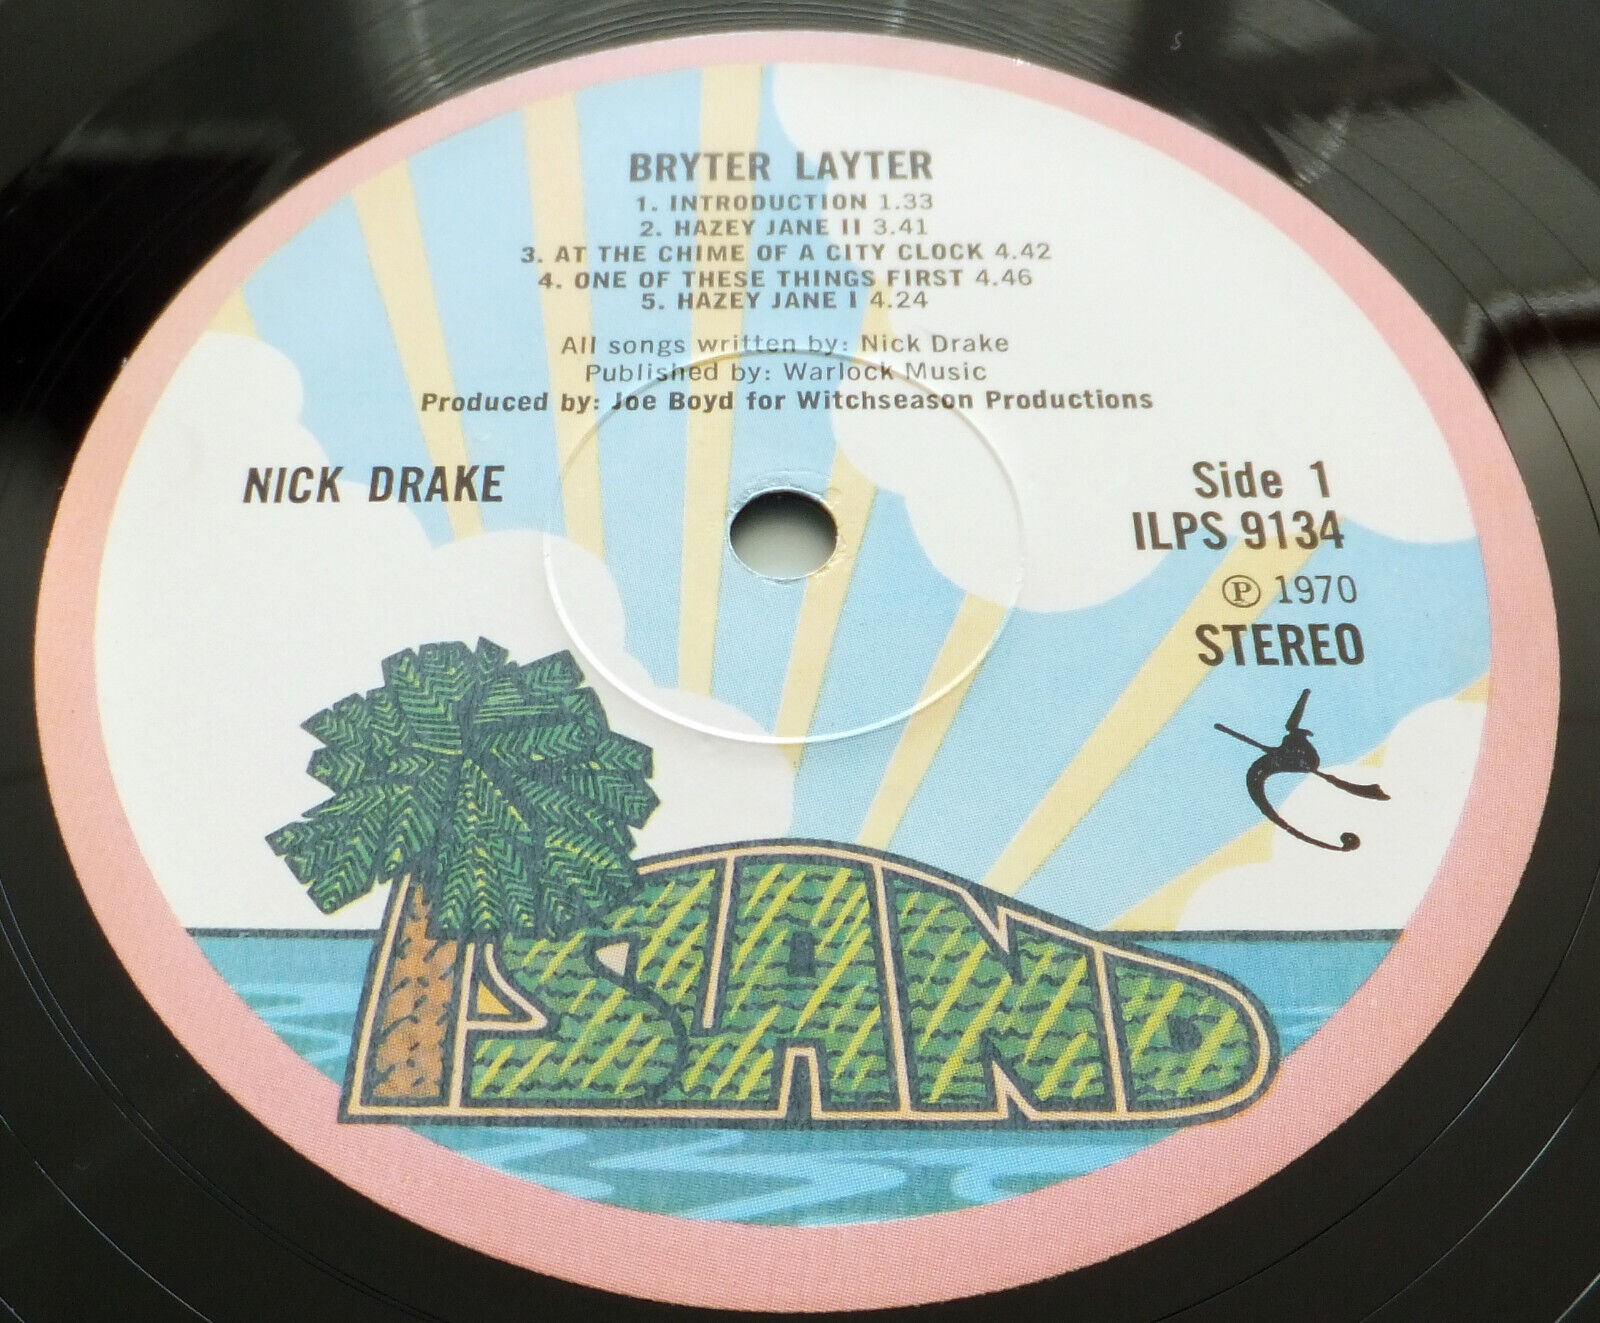 BRYTER LAYTER
1. INTRODUCTION 1.33
2. HAZEY JANE II 3.41
3. AT THE CHIME OF A CITY CLOCK 4.42
4. ONE OF THESE THINGS FIRST 4.46
5. HAZEY JANE I 4.24
All songs written by: Nick Drake
Published by: Warlock Music
Produced by: Joe Boyd for Witchseason Productions
NICK DRAKE
Side 1
ILPS 9134
Ⓟ 1970
STEREO
ISLAND